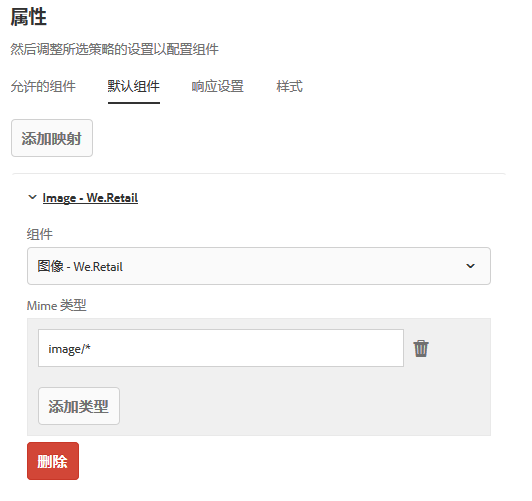 属性
然后调整所选策略的设置以配置组件
允许的组件 默认组件 响应设置 样式
添加映射
Image - We.Retail
组件
图像 - We.Retail
Mime 类型
image/*
添加类型
删除